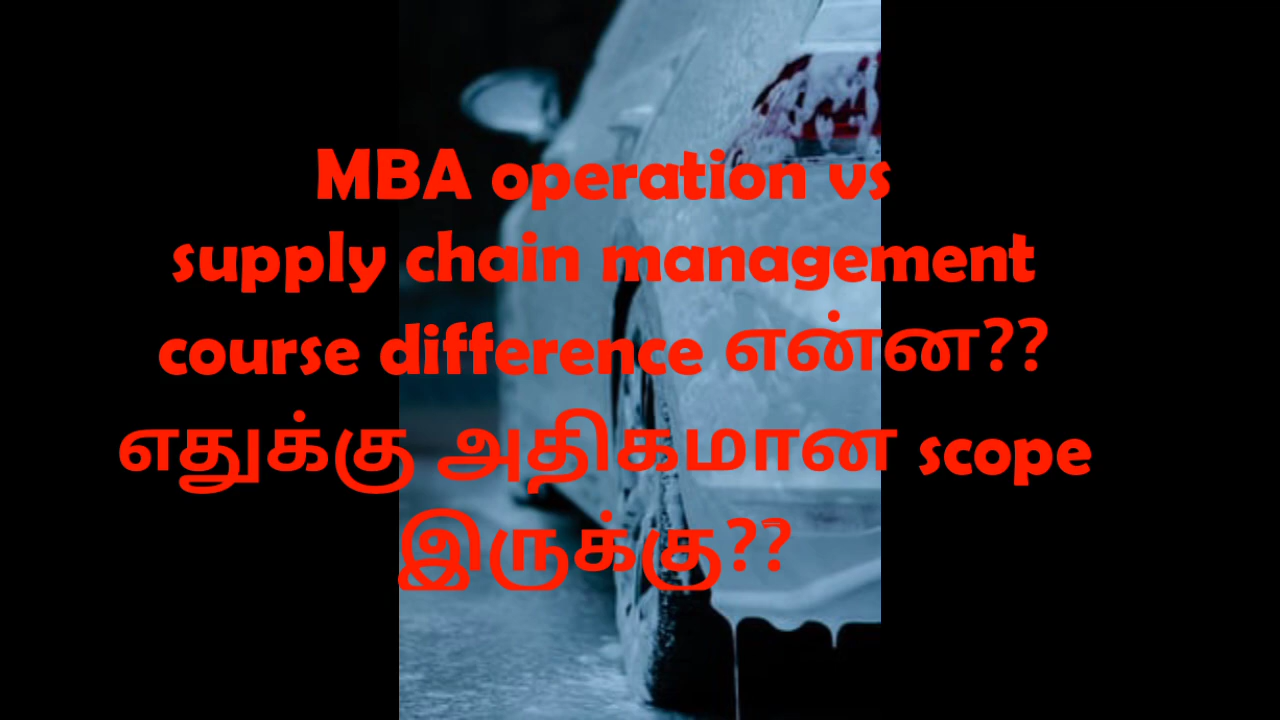 MBA operation vs
supply chain management
course difference என்ன??
எதுக்கு அதிகமான scope
இருக்கு??